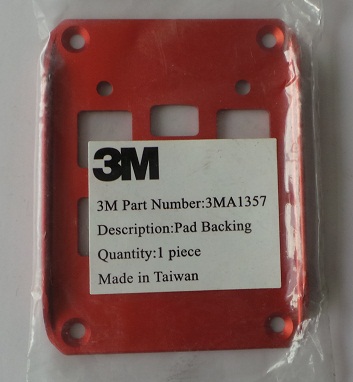 3M
3M Part Number:3MA1357
Description:Pad Backing
Quantity:1 piece
Made in Taiwan